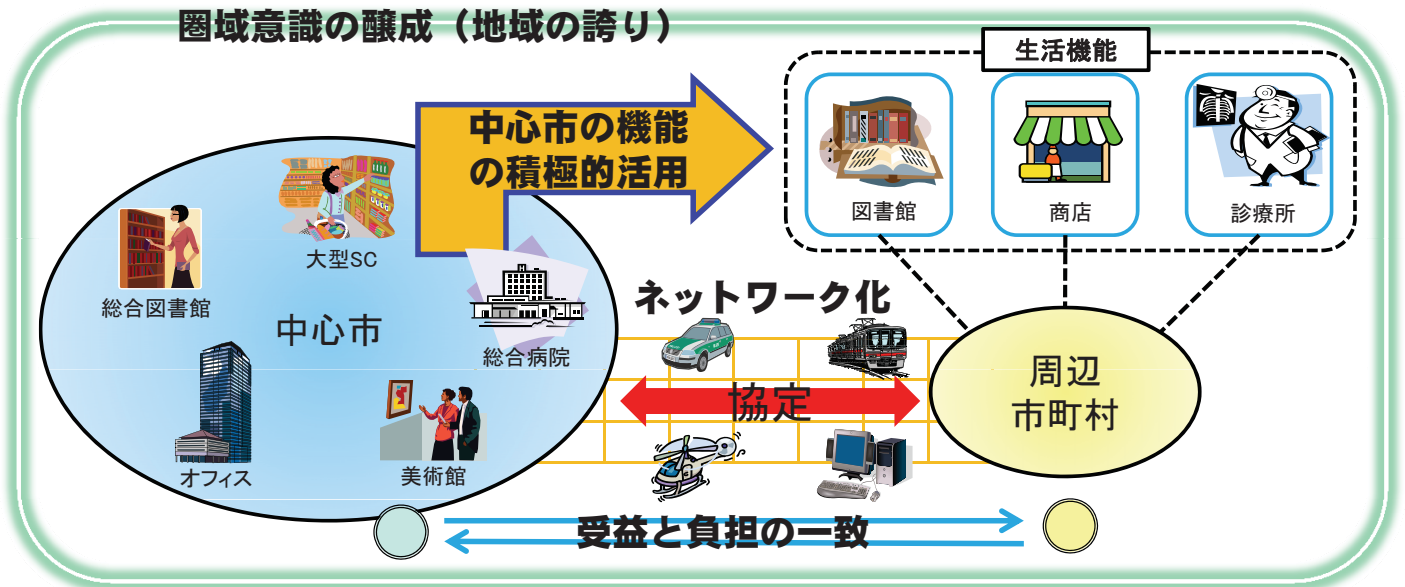 圏域意識の醸成（地域の誇り）
生活機能
中心市の機能
の積極的活用
図書館
商店
診療所
大型SC
総合図書館
中心市
総合病院
オフィス
美術館
ネットワーク化
協定
周辺
市町村
受益と負担の一致